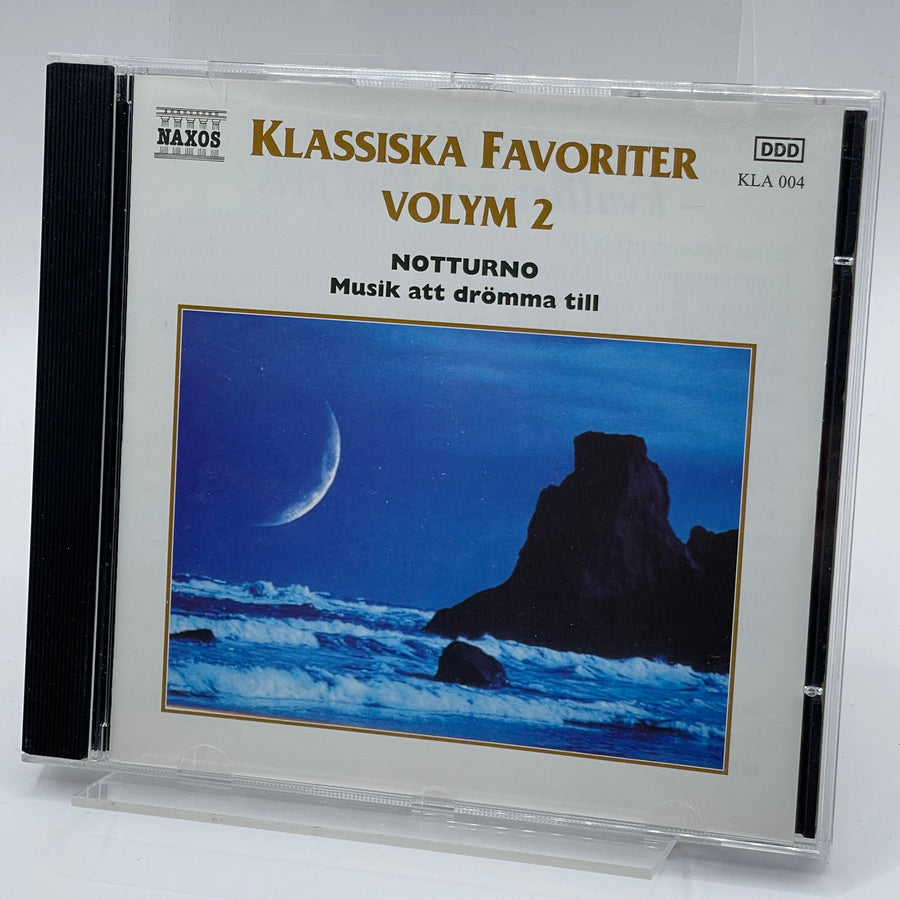 NAXOS
KLASSISKA FAVORITER
VOLYM 2
DDD
KLA 004
NOTTURNO
Musik att drömma till